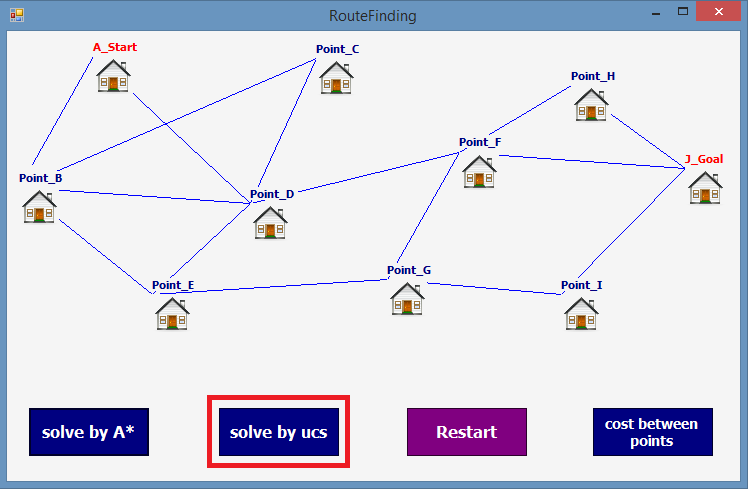 RouteFinding
A_Start
Point_C
Point_H
Point_F
J_Goal
Point_B
Point_D
Point_G
Point_E
Point_I
solve by A*
solve by ucs
Restart
cost between
points